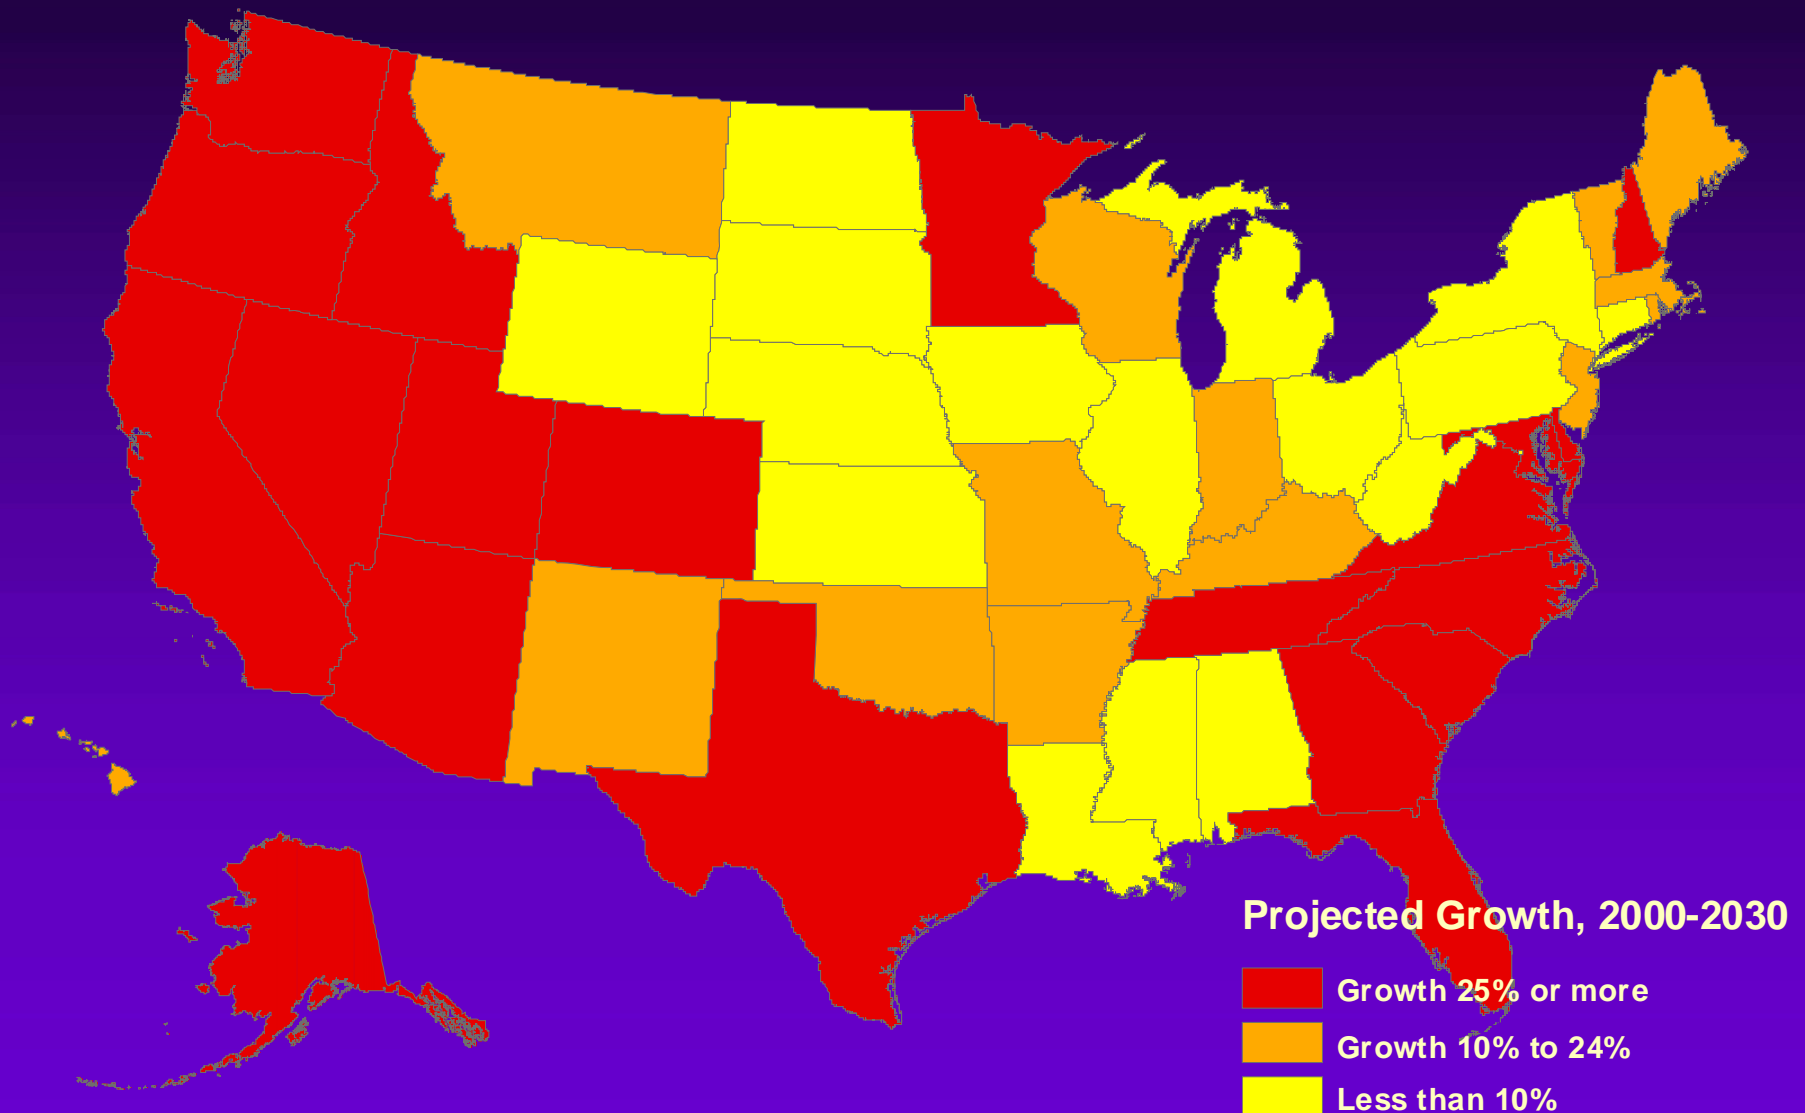 Projected Growth, 2000-2030
Growth 25% or more
Growth 10% to 24%
Less than 10%